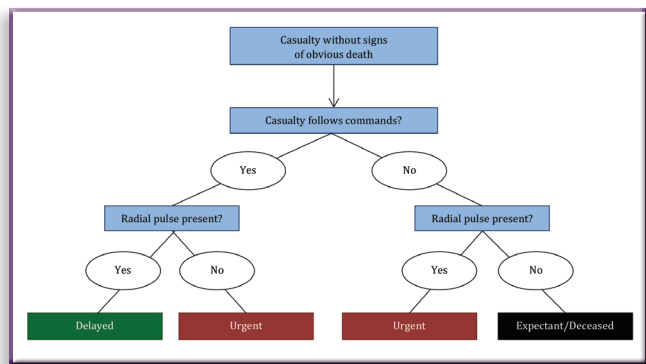 Casualty without signs
of obvious death
Casualty follows commands?
Yes
No
Radial pulse present?
Radial pulse present?
Yes
No
Yes
No
Delayed
Urgent
Urgent
Expectant/Deceased